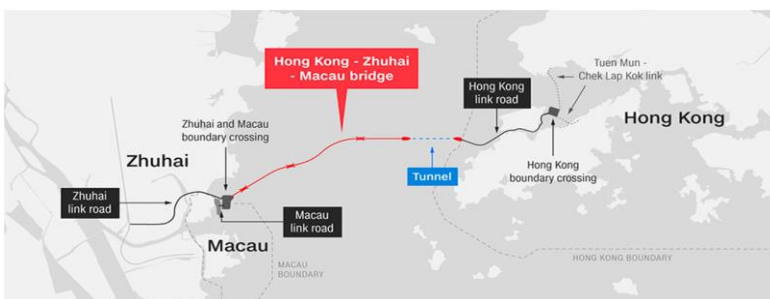 Hong Kong - Zhuhai
- Macau bridge
Tuen Mun -
Chek Lap Kok link
Hong Kong
link road
Hong Kong
Zhuhai and Macau
boundary crossing
Zhuhai
Tunnel
Hong Kong
boundary crossing
Zhuhai
link road
Macau
link road
Macau
MACAU
BOUNDARY
HONG KONG BOUNDARY